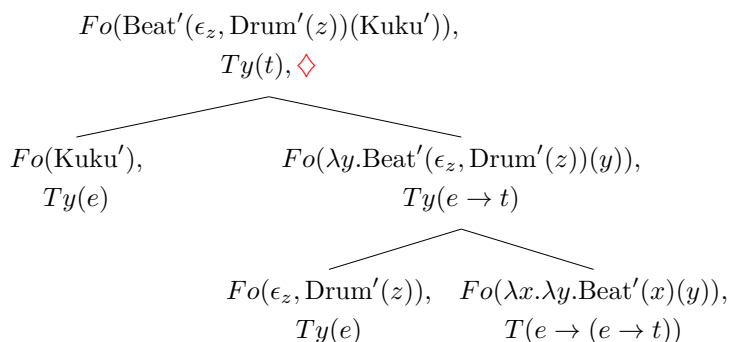 Fo(Beat′(ϵ_z, Drum′(z))(Kuku′)),
Ty(t), ♢
Fo(Kuku′),
Ty(e)
Fo(λy.Beat′(ϵ_z, Drum′(z))(y)),
Ty(e → t)
Fo(ϵ_z, Drum′(z)),
Ty(e)
Fo(λx.λy.Beat′(x)(y)),
T(e → (e → t))